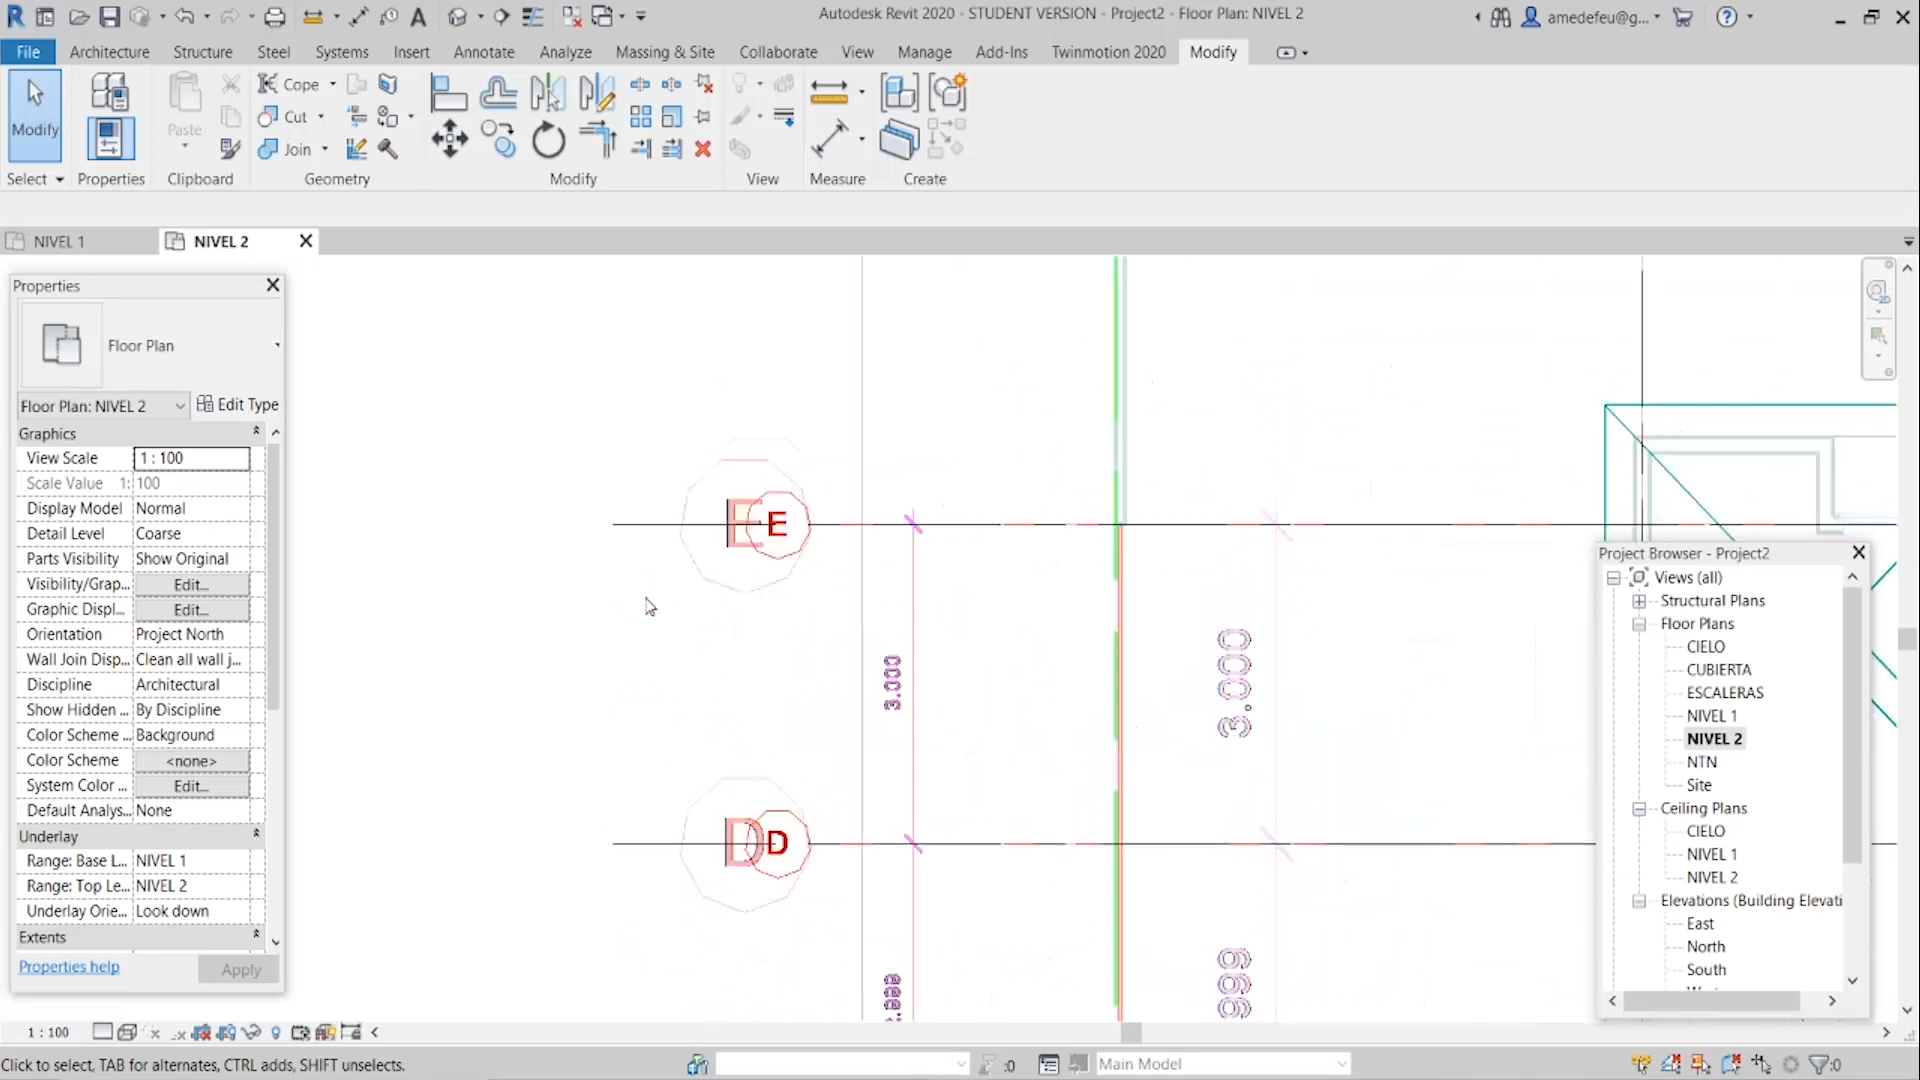 Autodesk Revit 2020 - STUDENT VERSION - Project2 - Floor Plan: NIVEL 2
amedefeu@g...
File Architecture Structure Steel Systems Insert Annotate Analyze Massing & Site Collaborate View Manage Add-Ins Twinmotion 2020 Modify
Modify
Paste
Cope
Cut
Join
Select Properties Clipboard Geometry Modify View Measure Create
NIVEL 1
NIVEL 2
Properties
Floor Plan
Floor Plan: NIVEL 2
Edit Type
Graphics
View Scale 1 : 100
Scale Value 1: 100
Display Model Normal
Detail Level Coarse
Parts Visibility Show Original
Visibility/Grap... Edit...
Graphic Displ... Edit...
Orientation Project North
Wall Join Disp... Clean all wall j...
Discipline Architectural
Show Hidden ... By Discipline
Color Scheme ... Background
Color Scheme <none>
System Color ... Edit...
Default Analys... None
Underlay
Range: Base L... NIVEL 1
Range: Top Le... NIVEL 2
Underlay Orie... Look down
Extents
Properties help
Apply
E E
3.000
3.000
D D
Project Browser - Project2
Views (all)
Structural Plans
Floor Plans
CIELO
CUBIERTA
ESCALERAS
NIVEL 1
NIVEL 2
NTN
Site
Ceiling Plans
CIELO
NIVEL 1
NIVEL 2
Elevations (Building Elevati
East
North
South
1 : 100
Click to select, TAB for alternates, CTRL adds, SHIFT unselects.
:0
Main Model
:0